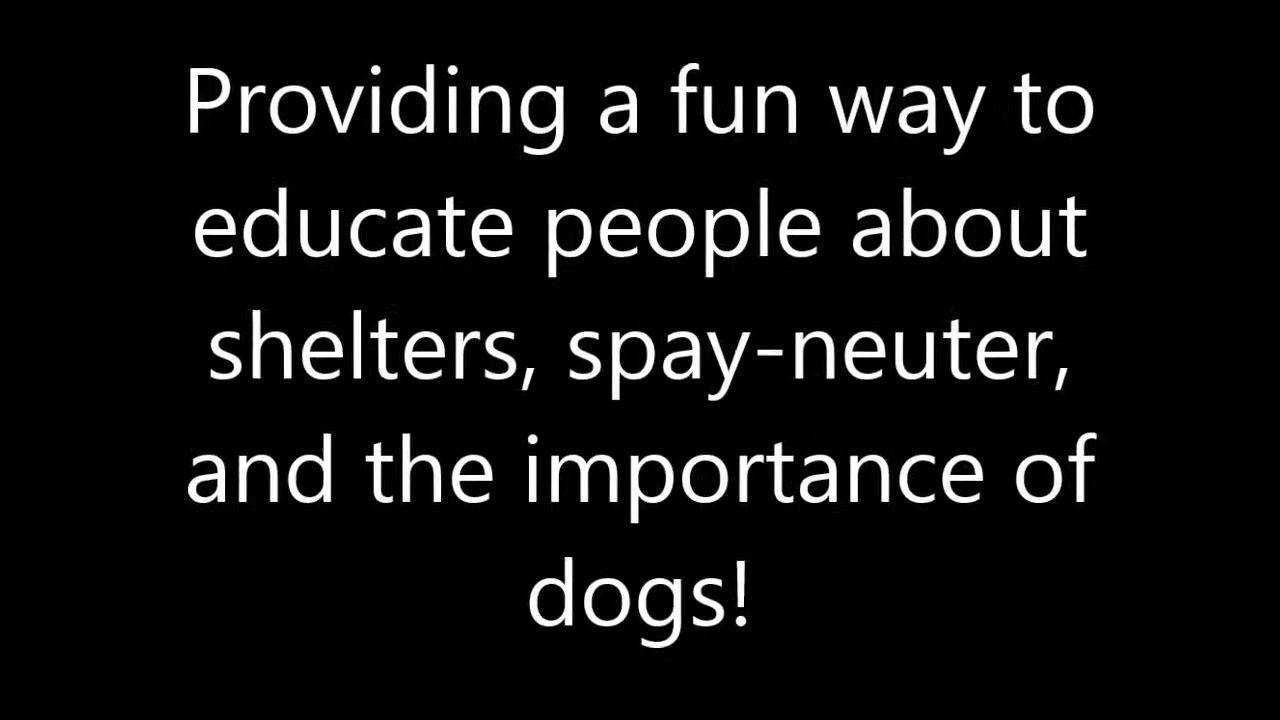 Providing a fun way to
educate people about
shelters, spay-neuter,
and the importance of
dogs!